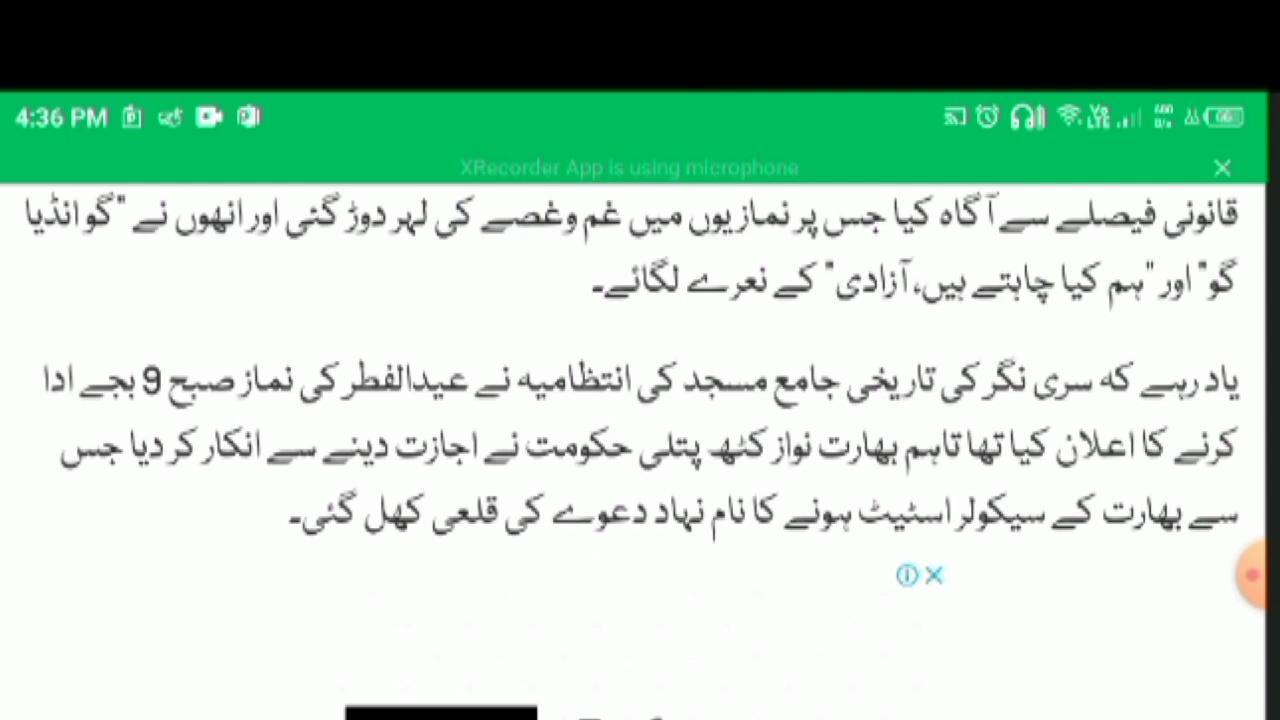 4:36 PM
XRecorder App is using microphone
قانونی فیصلے سے آگاہ کیا جس پر نمازیوں میں غم وغصے کی لہر دوڑ گئی اور انھوں نے "گو انڈیا
گو" اور "ہم کیا چاہتے ہیں، آزادی" کے نعرے لگائے۔
یاد رہے کہ سری نگر کی تاریخی جامع مسجد کی انتظامیہ نے عیدالفطر کی نماز صبح 9 بجے ادا
کرنے کا اعلان کیا تھا تاہم بھارت نواز کٹھ پتلی حکومت نے اجازت دینے سے انکار کر دیا جس
سے بھارت کے سیکولر اسٹیٹ ہونے کا نام نہاد دعوے کی قلعی کھل گئی۔